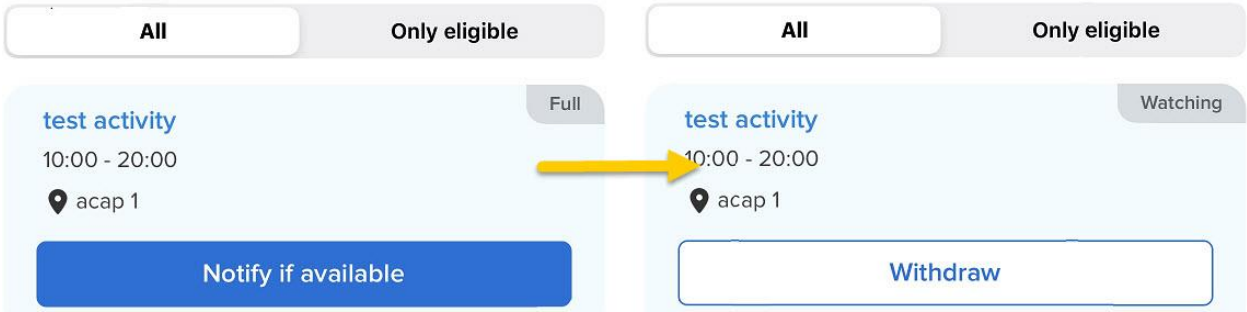 All Only eligible
Full
test activity
10:00 - 20:00
acap 1
Notify if available
All Only eligible
Watching
test activity
10:00 - 20:00
acap 1
Withdraw